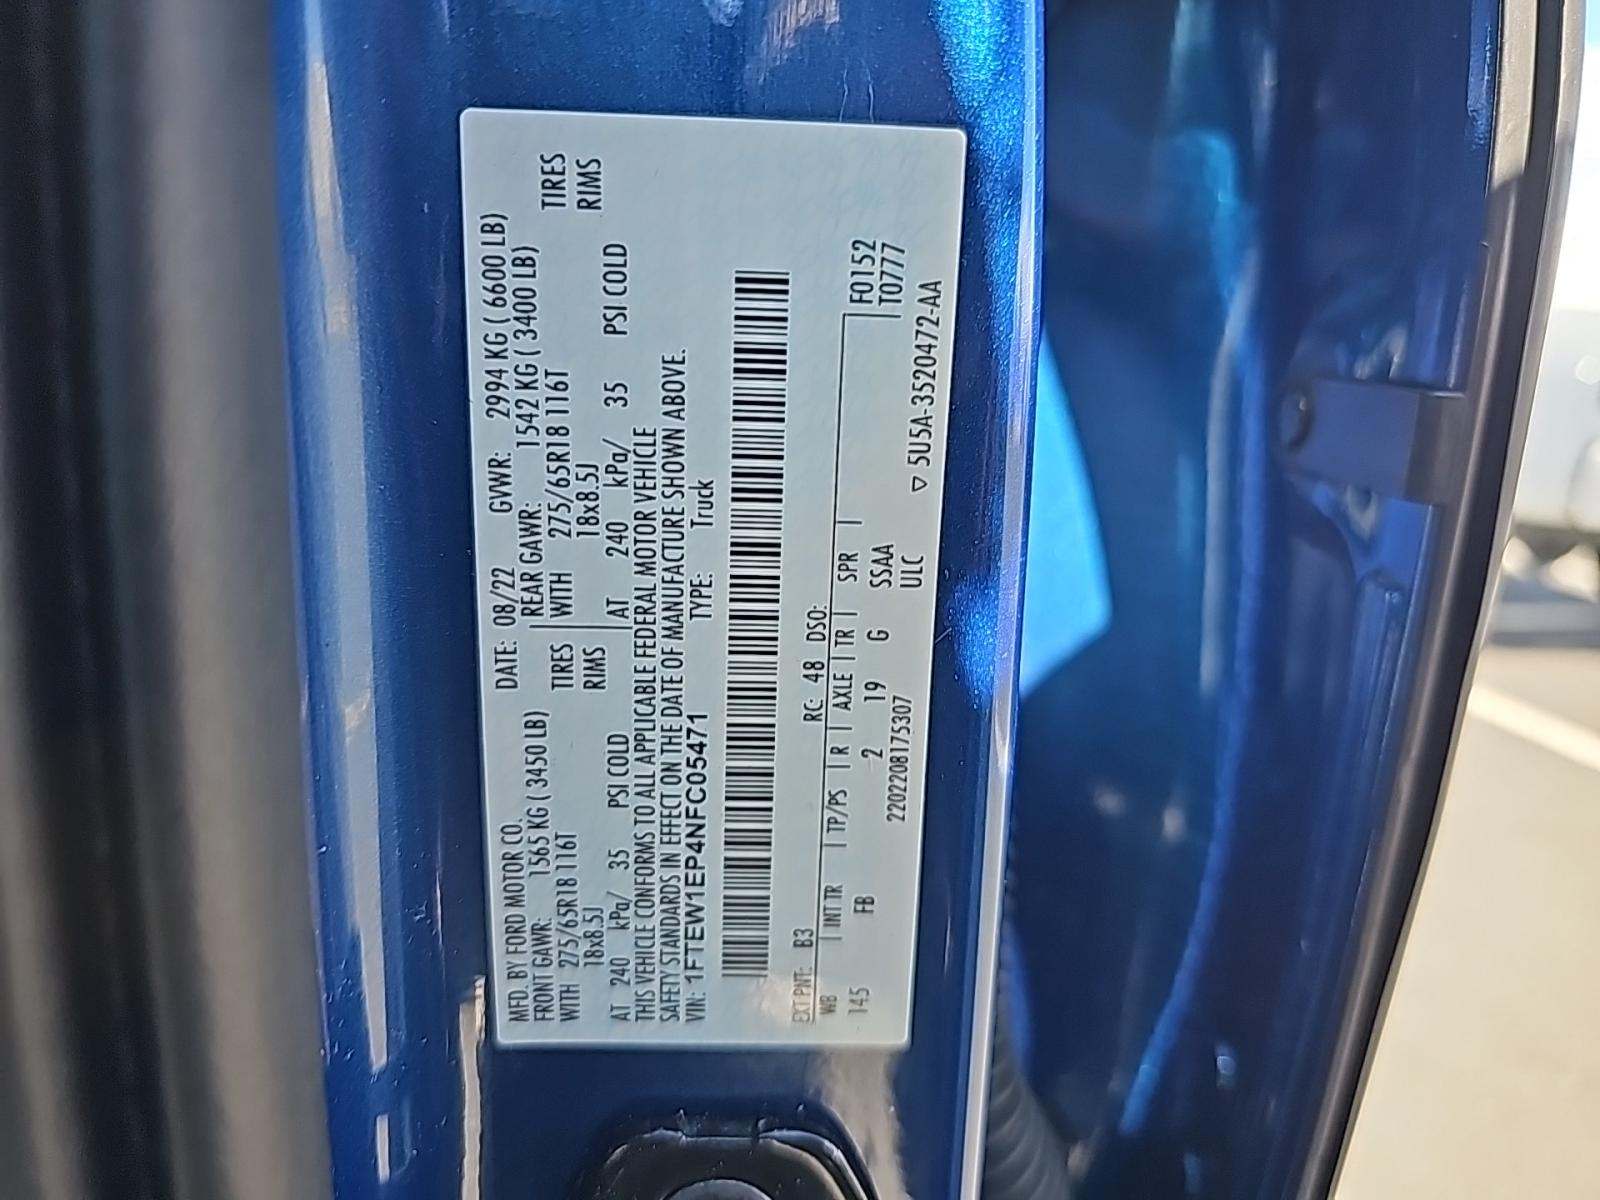 MFD. BY FORD MOTOR CO. DATE: 08/22 GVWR: 2994 KG ( 6600 LB)
FRONT GAWR: 1565 KG ( 3450 LB) REAR GAWR: 1542 KG ( 3400 LB)
WITH 275/65R18 116T TIRES WITH 275/65R18 116T TIRES
18x8.5J RIMS 18x8.5J RIMS
AT 240 kPa/ 35 PSI COLD AT 240 kPa/ 35 PSI COLD
THIS VEHICLE CONFORMS TO ALL APPLICABLE FEDERAL MOTOR VEHICLE
SAFETY STANDARDS IN EFFECT ON THE DATE OF MANUFACTURE SHOWN ABOVE.
VIN: 1FTEW1EP4NFC05471 TYPE: Truck
EXT PNT: B3 RC: 48 DSO:
WB INT TR TP/PS R AXLE TR SPR F0152
145 FB 2 19 G SSAA T0777
220220817​5307 ULC
▽ 5U5A-3520472-AA